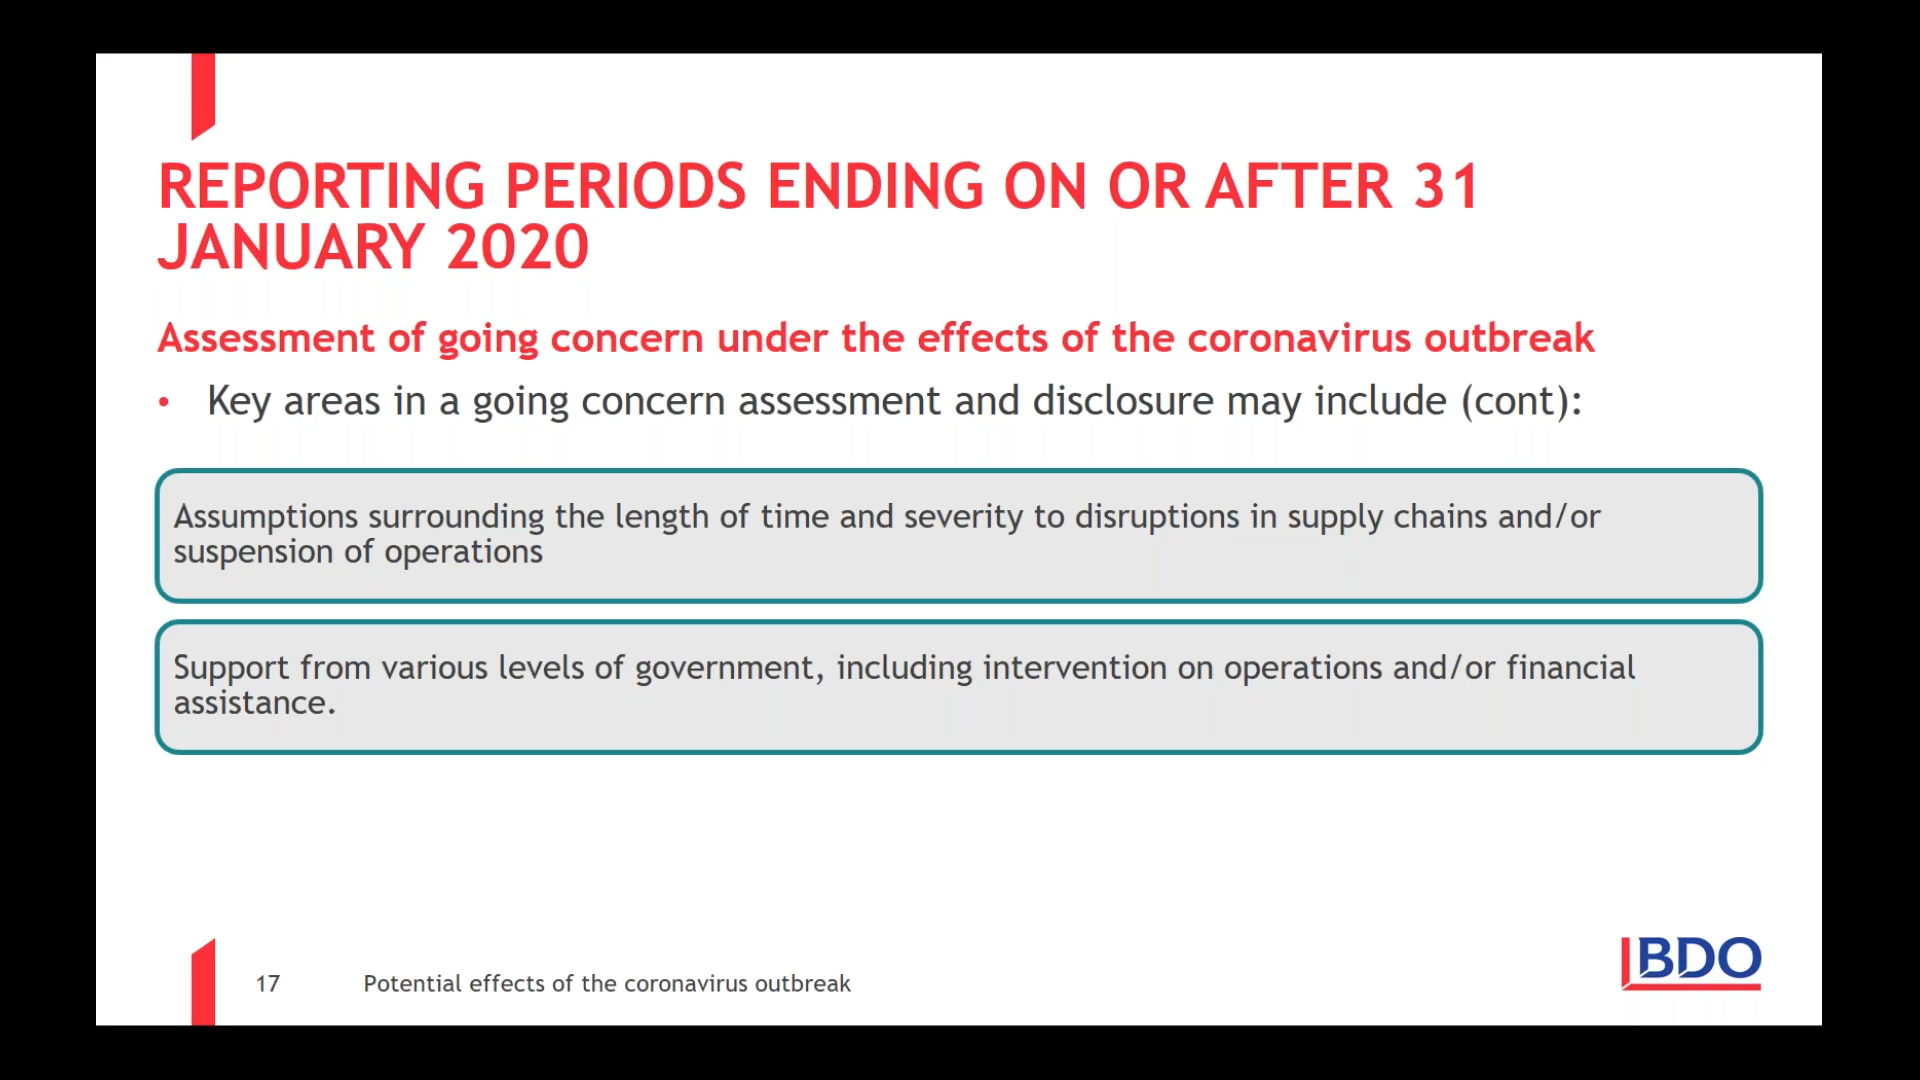 REPORTING PERIODS ENDING ON OR AFTER 31
JANUARY 2020
Assessment of going concern under the effects of the coronavirus outbreak
• Key areas in a going concern assessment and disclosure may include (cont):
Assumptions surrounding the length of time and severity to disruptions in supply chains and/or
suspension of operations
Support from various levels of government, including intervention on operations and/or financial
assistance.
17 Potential effects of the coronavirus outbreak
BDO